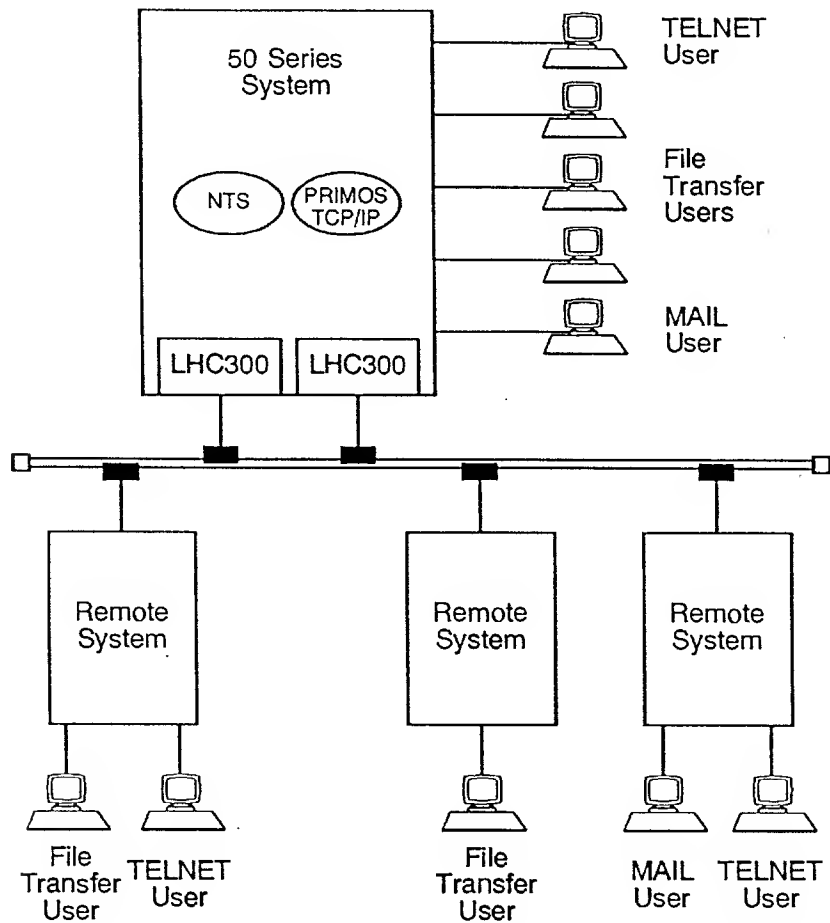 50 Series
System
TELNET
User
NTS
PRIMOS
TCP/IP
File
Transfer
Users
MAIL
User
LHC300
LHC300
Remote
System
Remote
System
Remote
System
File
Transfer
User
TELNET
User
File
Transfer
User
MAIL
User
TELNET
User